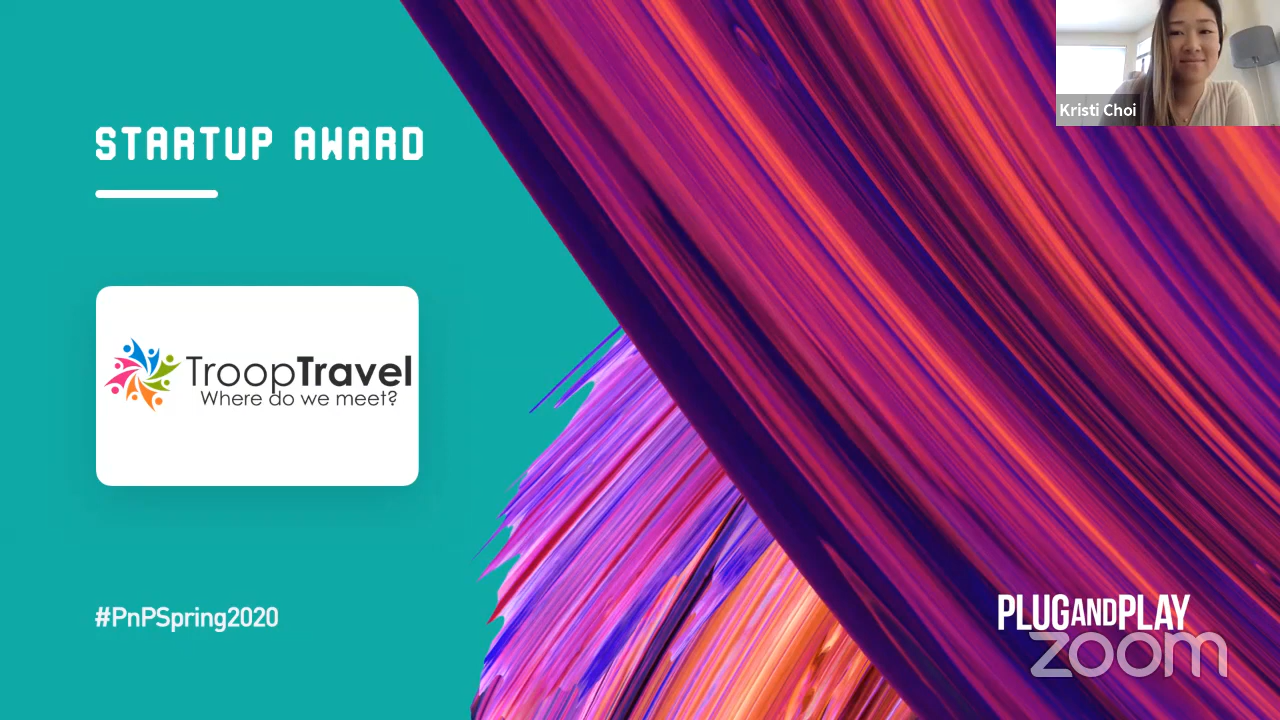 Kristi Choi
STARTUP AWARD
TroopTravel
Where do we meet?
#PnPSpring2020
PLUGANDPLAY
zoom